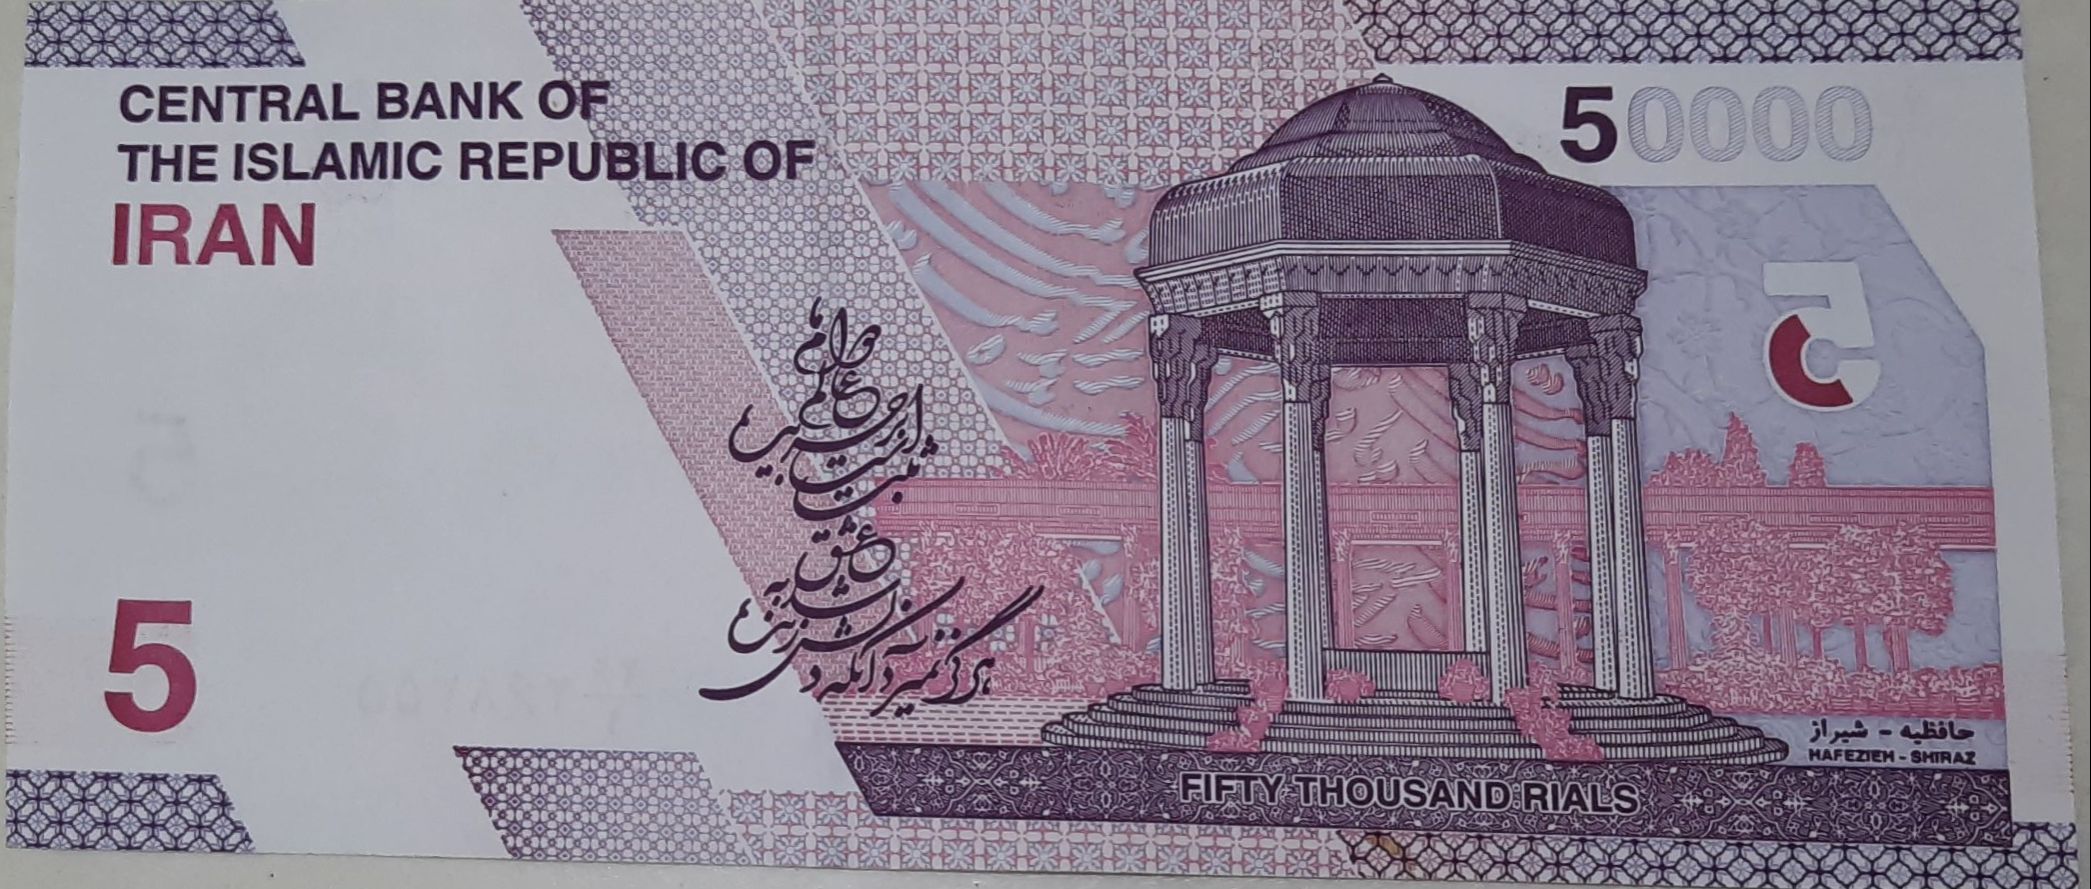 CENTRAL BANK OF
THE ISLAMIC REPUBLIC OF
IRAN
50000
5
هرگز نمیرد آنکه دلش زنده شد به عشق
ثبت است بر جریده عالم دوام ما
5
حافظیه - شیراز
HAFEZIEH - SHIRAZ
FIFTY THOUSAND RIALS